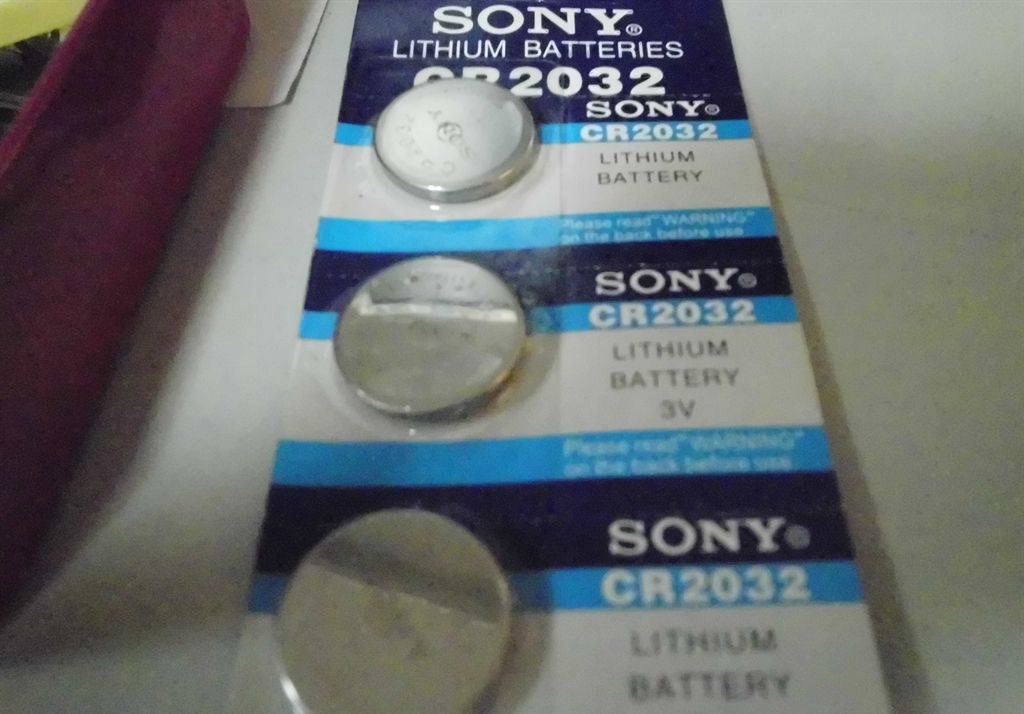 SONY®
LITHIUM BATTERIES
CR2032
SONY®
CR2032
LITHIUM
BATTERY
Please read "WARNING"
on the back before use
SONY®
CR2032
LITHIUM
BATTERY
3V
Please read "WARNING"
on the back before use
SONY®
CR2032
LITHIUM
BATTERY